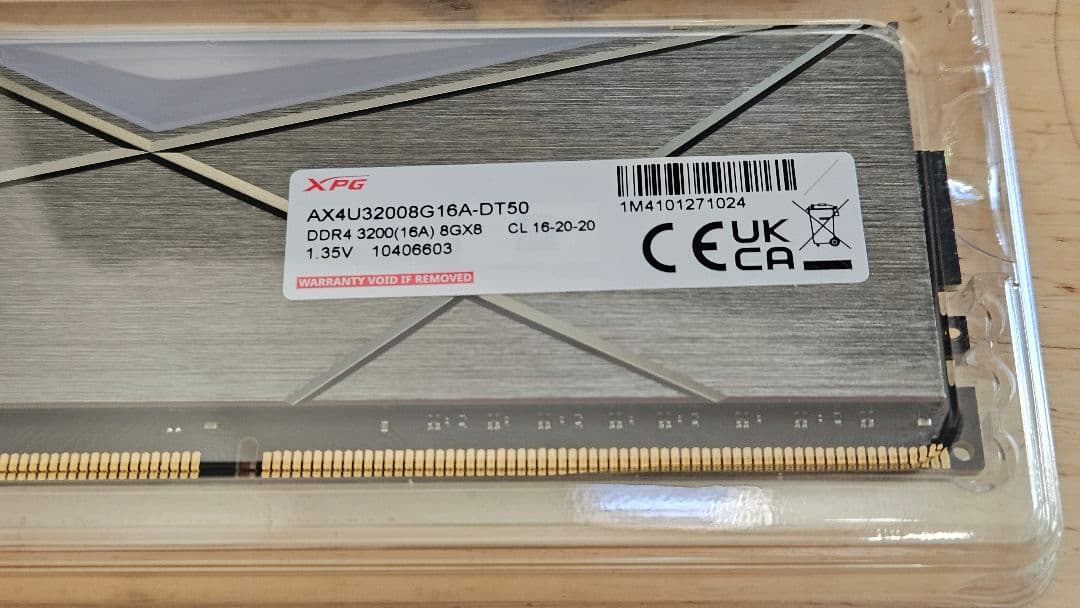 XPG
AX4U32008G16A-DT50
DDR4 3200(16A) 8GX8 CL 16-20-20
1.35V 10406603
WARRANTY VOID IF REMOVED
1M4101271024
CE UK
CA